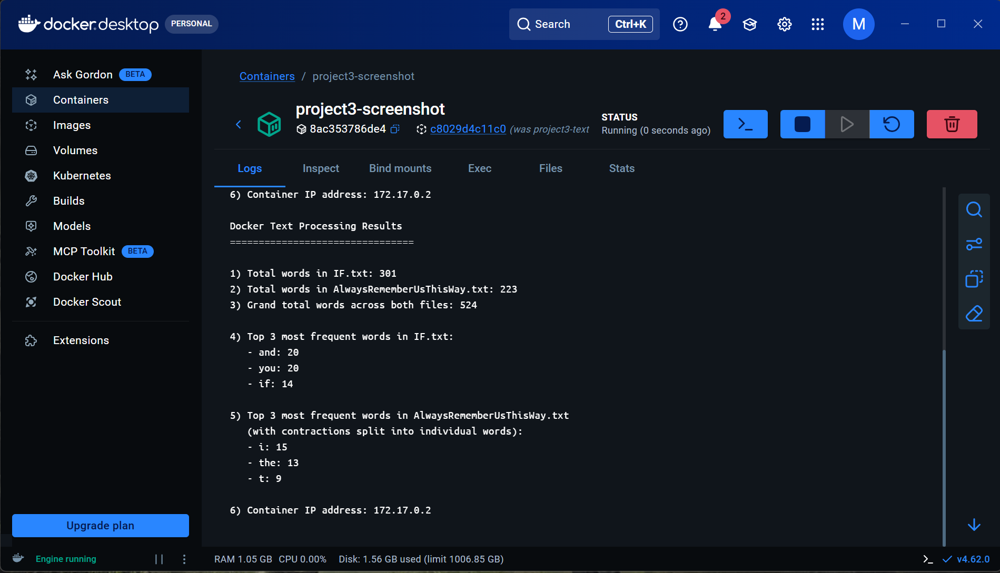 docker.desktop PERSONAL
Search Ctrl+K
2
M
Ask Gordon BETA
Containers
Images
Volumes
Kubernetes
Builds
Models
MCP Toolkit BETA
Docker Hub
Docker Scout
Extensions
Upgrade plan
Containers / project3-screenshot
project3-screenshot
8ac353786de4 c8029d4c11c0 (was project3-text
STATUS
Running (0 seconds ago)
Logs Inspect Bind mounts Exec Files Stats
6) Container IP address: 172.17.0.2
Docker Text Processing Results
================================
1) Total words in IF.txt: 301
2) Total words in AlwaysRememberUsThisWay.txt: 223
3) Grand total words across both files: 524
4) Top 3 most frequent words in IF.txt:
- and: 20
- you: 20
- if: 14
5) Top 3 most frequent words in AlwaysRememberUsThisWay.txt
(with contractions split into individual words):
- i: 15
- the: 13
- t: 9
6) Container IP address: 172.17.0.2
Engine running
RAM 1.05 GB CPU 0.00% Disk: 1.56 GB used (limit 1006.85 GB)
v4.62.0